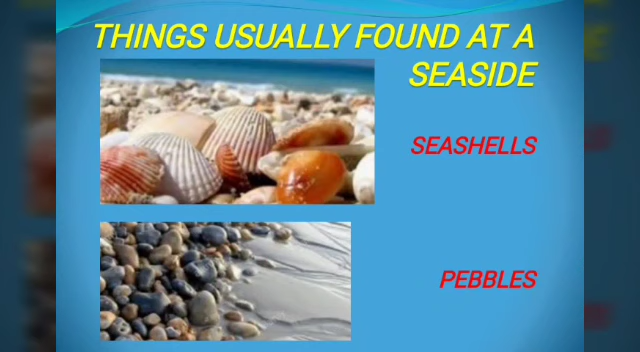 THINGS USUALLY FOUND AT A
SEASIDE
SEASHELLS
PEBBLES